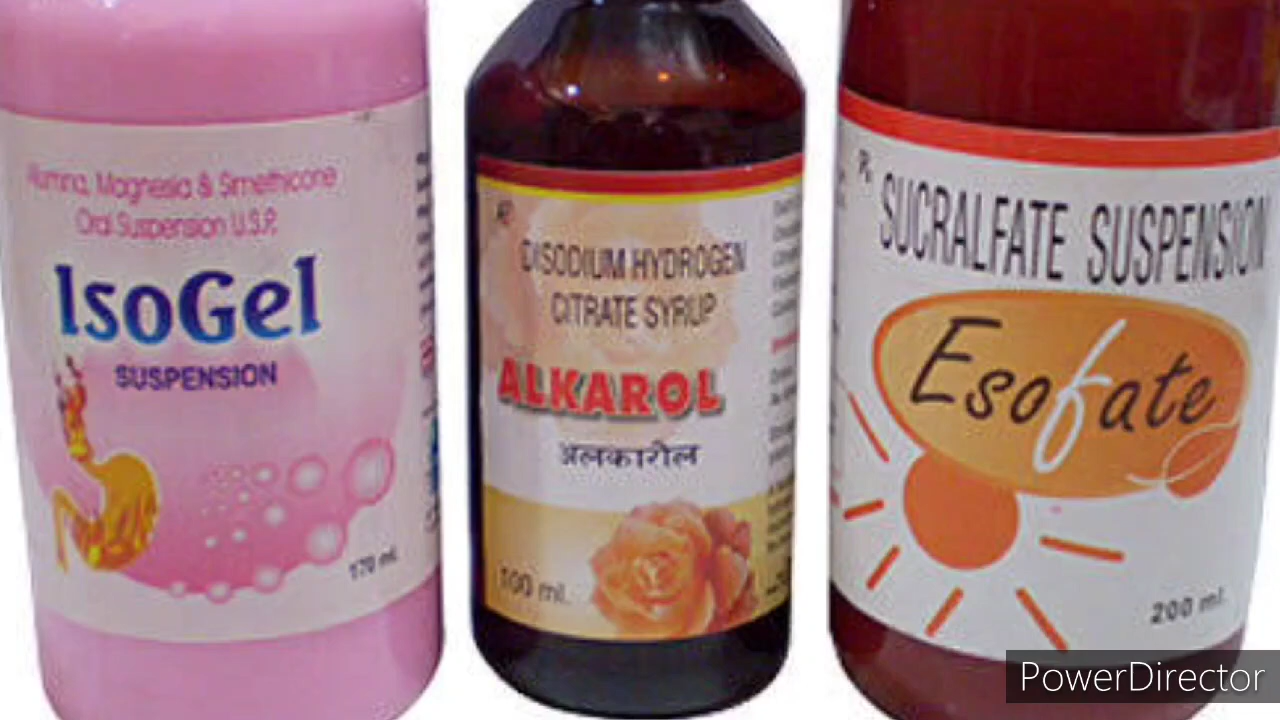 Alumina, Magnesia & Simethicone
Oral Suspension U.S.P.
IsoGel
SUSPENSION
170 ml.
DISODIUM HYDROGEN
CITRATE SYRUP
ALKAROL
अलकारोल
100 ml.
Rx
SUCRALFATE SUSPENSION
Esofate
200 ml.
PowerDirector